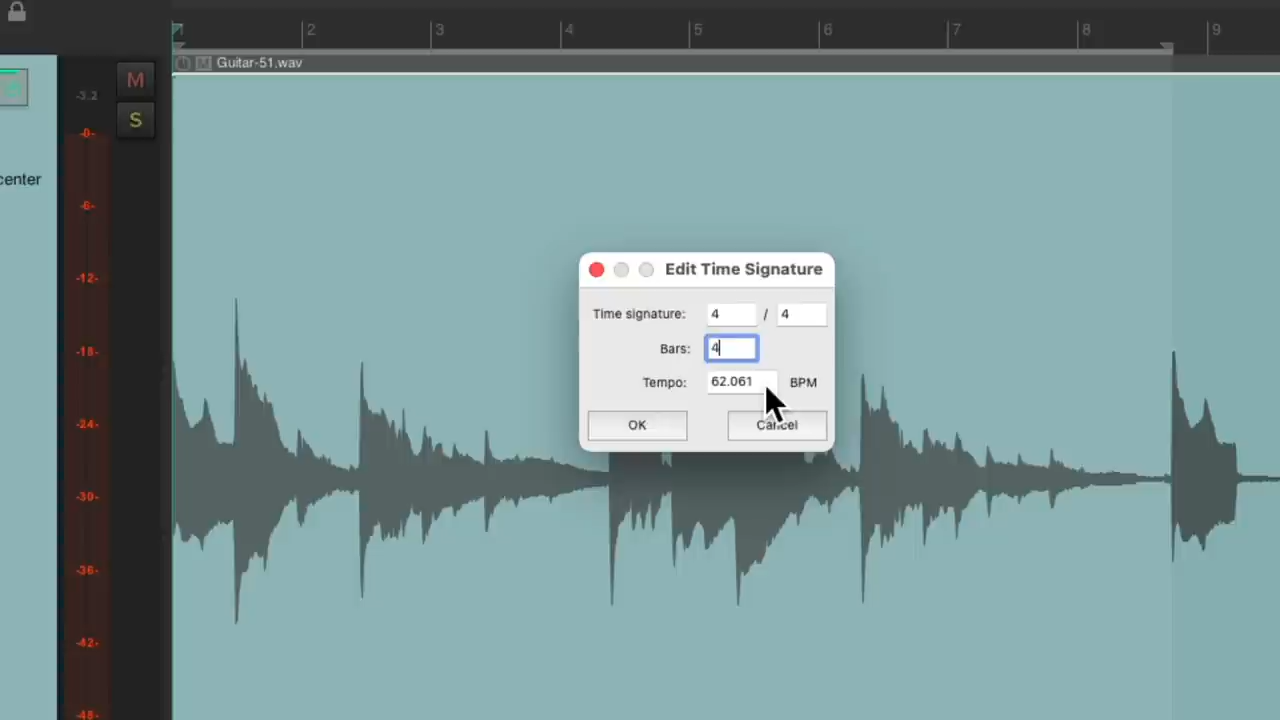 1 2 3 4 5 6 7 8 9
Guitar-51.wav
M
S
center
-3.2
-0-
-6-
-12-
-18-
-24-
-30-
-36-
-42-
-48-
Edit Time Signature
Time signature: 4 / 4
Bars: 4
Tempo: 62.061 BPM
OK Cancel